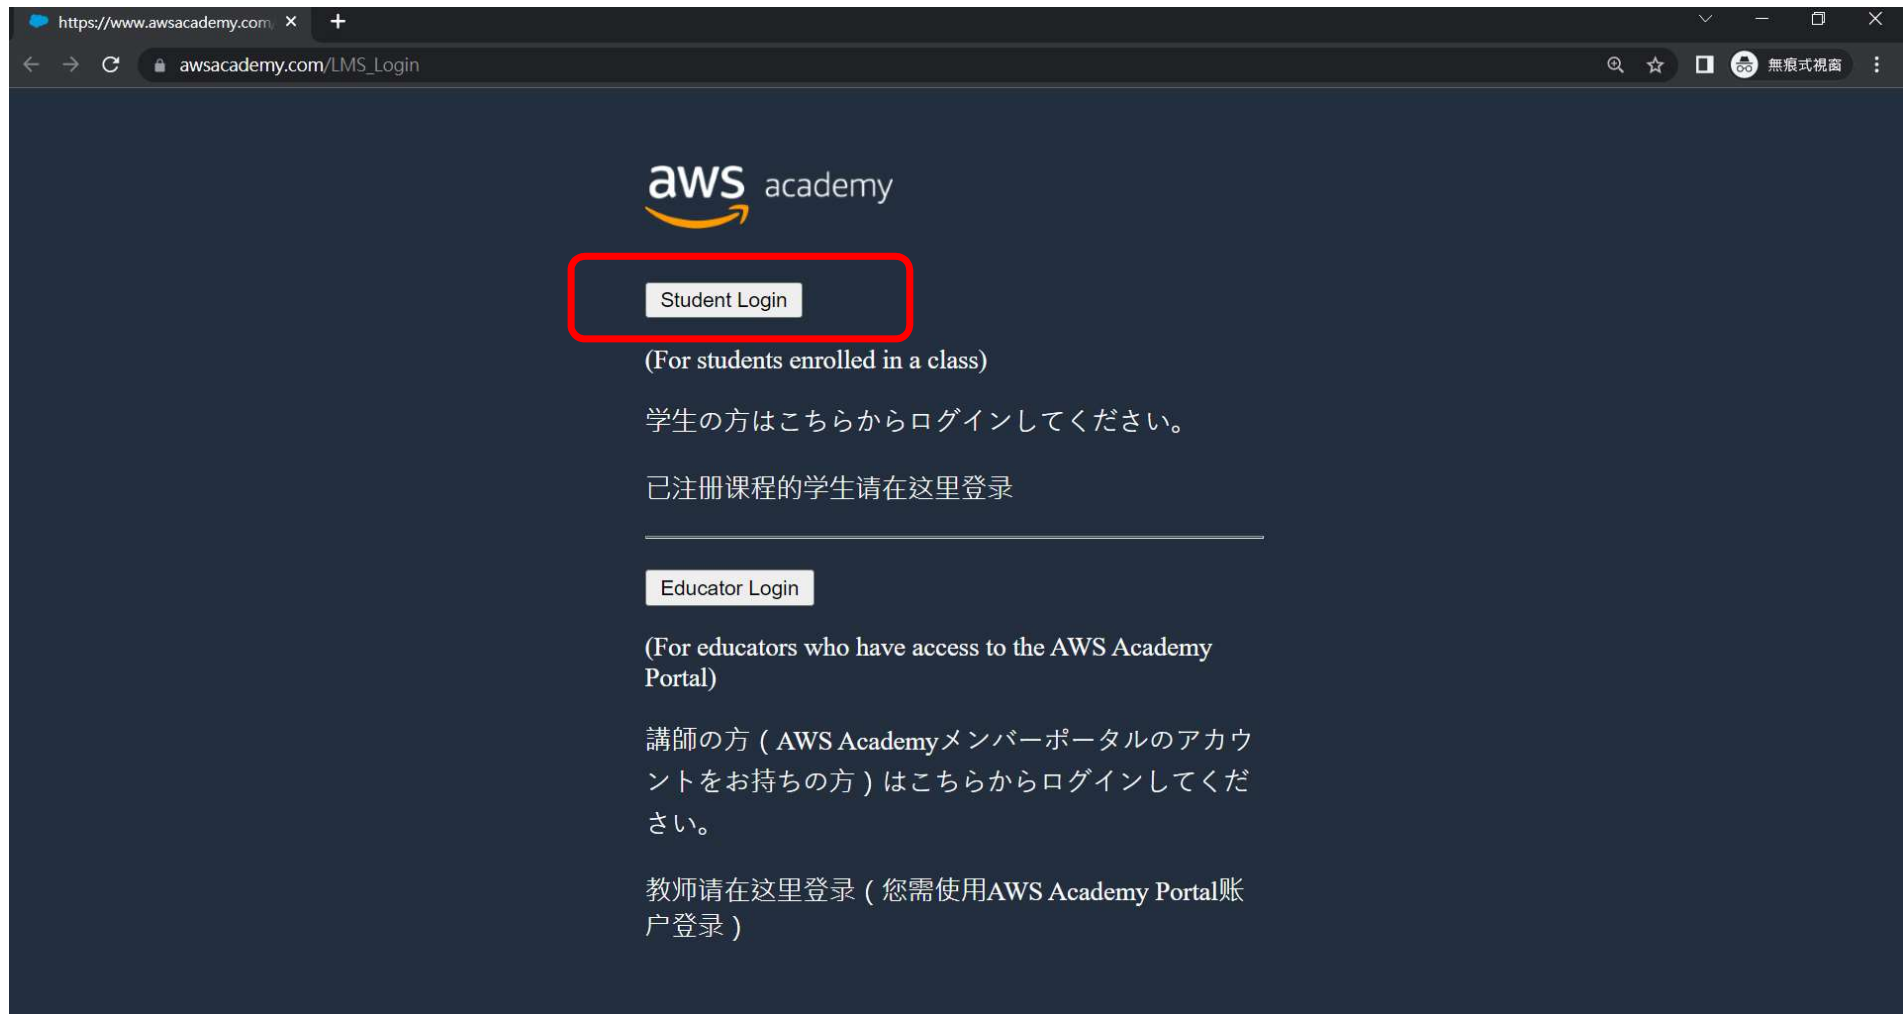 https://www.awsacademy.com/
awsacademy.com/LMS_Login
無痕式視窗
aws academy
Student Login
(For students enrolled in a class)
学生の方はこちらからログインしてください。
已注册课程的学生请在这里登录
Educator Login
(For educators who have access to the AWS Academy
Portal)
講師の方 ( AWS Academyメンバーポータルのアカウ
ントをお持ちの方 ) はこちらからログインしてくだ
さい。
教师请在这里登录 ( 您需使用AWS Academy Portal账
户登录 )